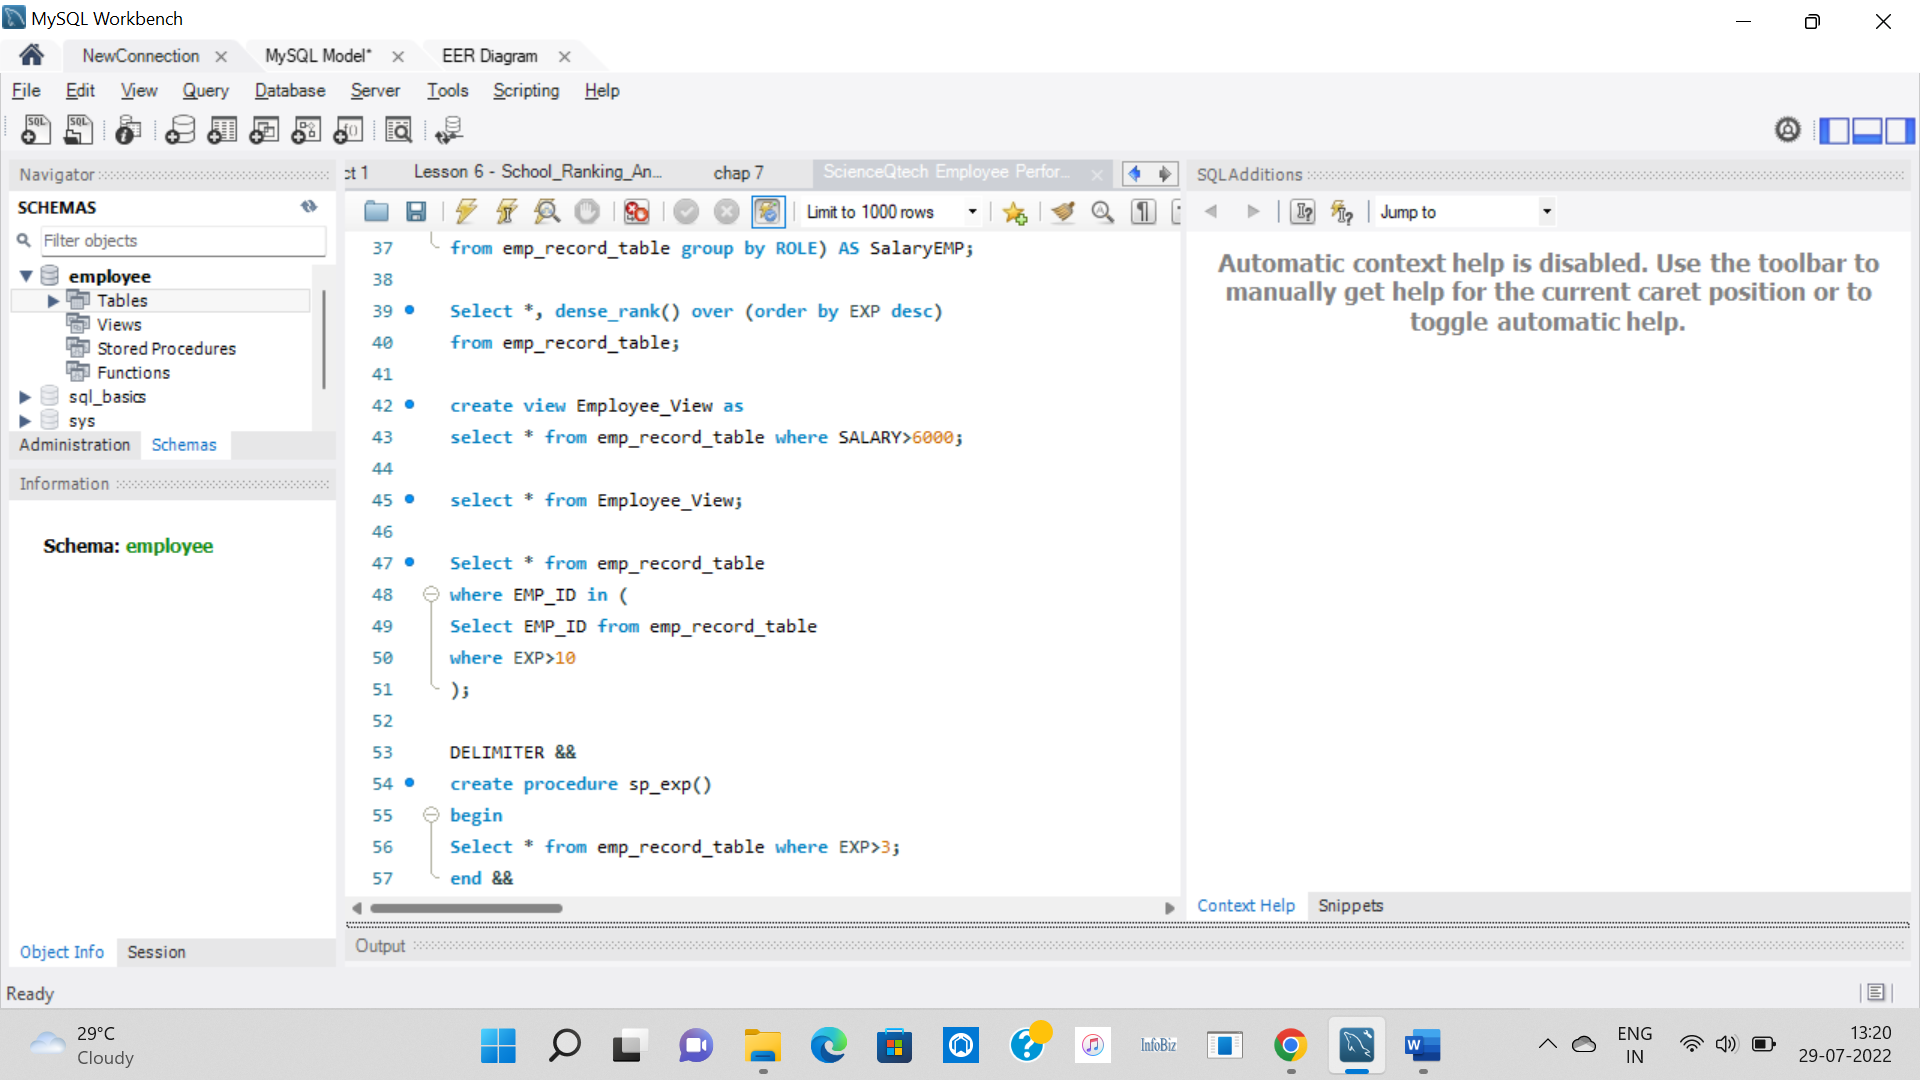 MySQL Workbench
NewConnection
MySQL Model*
EER Diagram
File Edit View Query Database Server Tools Scripting Help
Navigator
SCHEMAS
Filter objects
employee
Tables
Views
Stored Procedures
Functions
sql_basics
sys
Administration Schemas
Information
Schema: employee
Object Info Session
ct 1
Lesson 6 - School_Ranking_An...
chap 7
ScienceQtech Employee Perfor...
Limit to 1000 rows
37 from emp_record_table group by ROLE) AS SalaryEMP;
38
39 Select *, dense_rank() over (order by EXP desc)
40 from emp_record_table;
41
42 create view Employee_View as
43 select * from emp_record_table where SALARY>6000;
44
45 select * from Employee_View;
46
47 Select * from emp_record_table
48 where EMP_ID in (
49 Select EMP_ID from emp_record_table
50 where EXP>10
51 );
52
53 DELIMITER &&
54 create procedure sp_exp()
55 begin
56 Select * from emp_record_table where EXP>3;
57 end &&
Output
SQLAdditions
Jump to
Automatic context help is disabled. Use the toolbar to
manually get help for the current caret position or to
toggle automatic help.
Context Help Snippets
Ready
29°C
Cloudy
InfoBiz
ENG
IN
13:20
29-07-2022